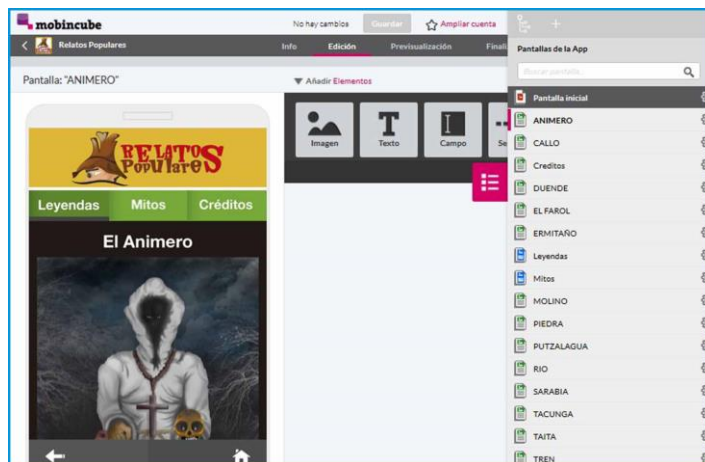 mobincube
No hay cambios
Guardar
Ampliar cuenta
Relatos Populares
Info
Edición
Previsualización
Finali
Pantallas de la App
Buscar pantalla...
Pantalla: "ANIMERO"
Añadir Elementos
Imagen
Texto
Campo
Se
RELATOS
POPULARES
Leyendas
Mitos
Créditos
El Animero
Pantalla inicial
ANIMERO
CALLO
Creditos
DUENDE
EL FAROL
ERMITAÑO
Leyendas
Mitos
MOLINO
PIEDRA
PUTZALAGUA
RIO
SARABIA
TACUNGA
TAITA
TREN